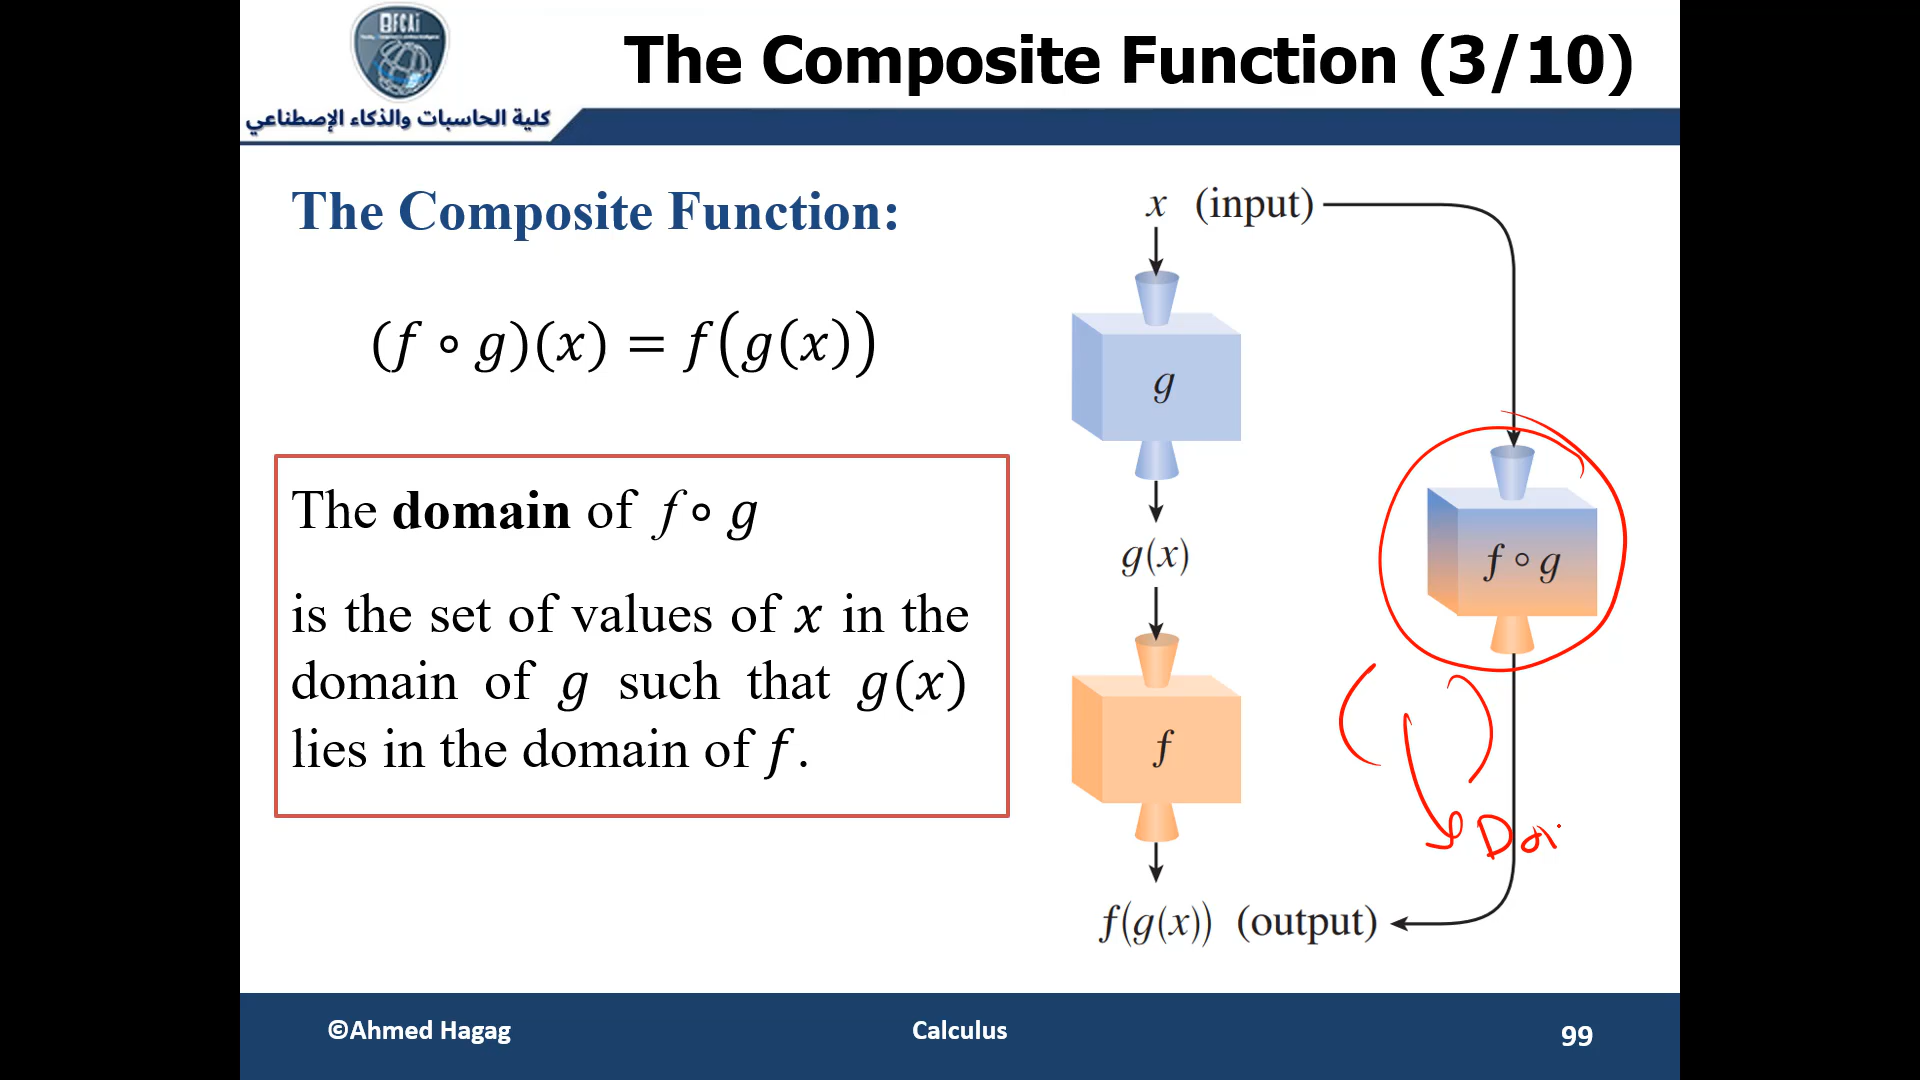 FCAi
The Composite Function (3/10)
كلية الحاسبات والذكاء الإصطناعي
The Composite Function:
(f ∘ g)(x) = f(g(x))
The domain of f ∘ g
is the set of values of x in the
domain of g such that g(x)
lies in the domain of f.
x (input)
g
g(x)
f
f(g(x)) (output)
f ∘ g
©Ahmed Hagag
Calculus
99